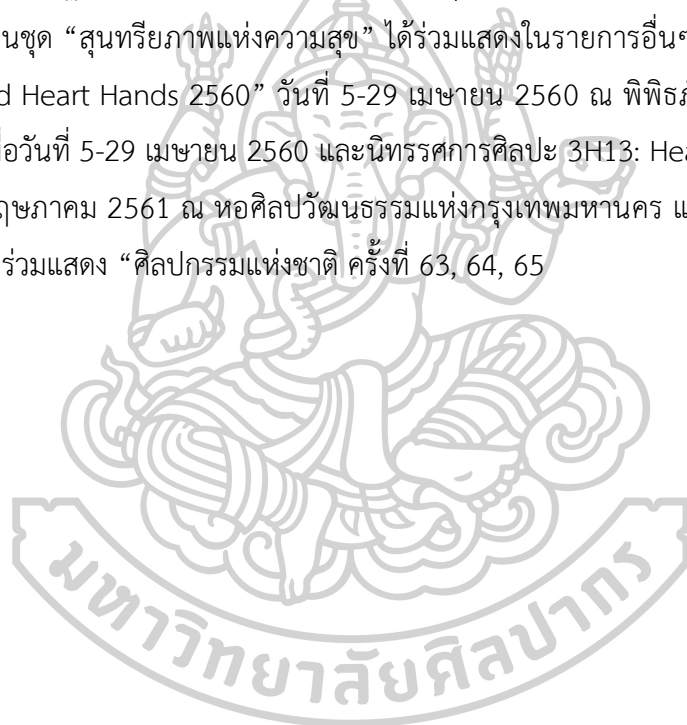 นชุด “สุนทรียภาพแห่งความสุข” ได้ร่วมแสดงในรายการอื่นๆ
d Heart Hands 2560” วันที่ 5-29 เมษายน 2560 ณ พิพิธภ
่อวันที่ 5-29 เมษายน 2560 และนิทรรศการศิลปะ 3H13: Hea
ฤษภาคม 2561 ณ หอศิลปวัฒนธรรมแห่งกรุงเทพมหานคร แ
ร่วมแสดง “ศิลปกรรมแห่งชาติ ครั้งที่ 63, 64, 65
มหาวิทยาลัยศิลปากร